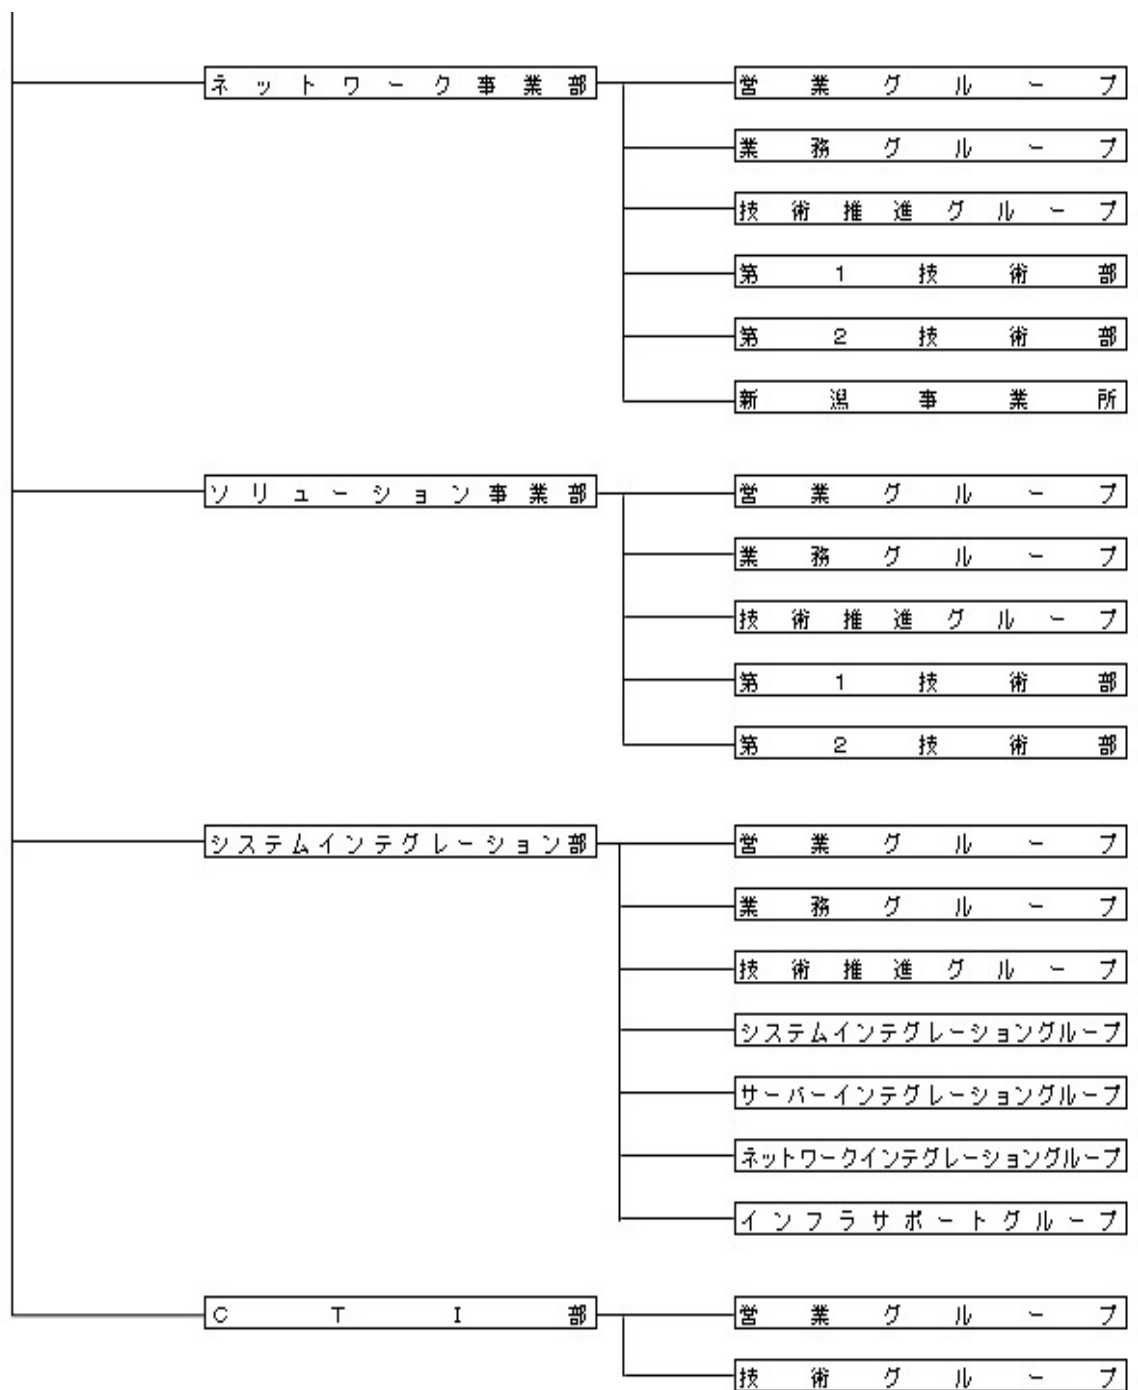 ネットワーク事業部 営業グループ
業務グループ
技術推進グループ
第1技術部
第2技術部
新潟事業所
ソリューション事業部 営業グループ
業務グループ
技術推進グループ
第1技術部
第2技術部
システムインテグレーション部 営業グループ
業務グループ
技術推進グループ
システムインテグレーショングループ
サーバーインテグレーショングループ
ネットワークインテグレーショングループ
インフラサポートグループ
CTI部 営業グループ
技術グループ